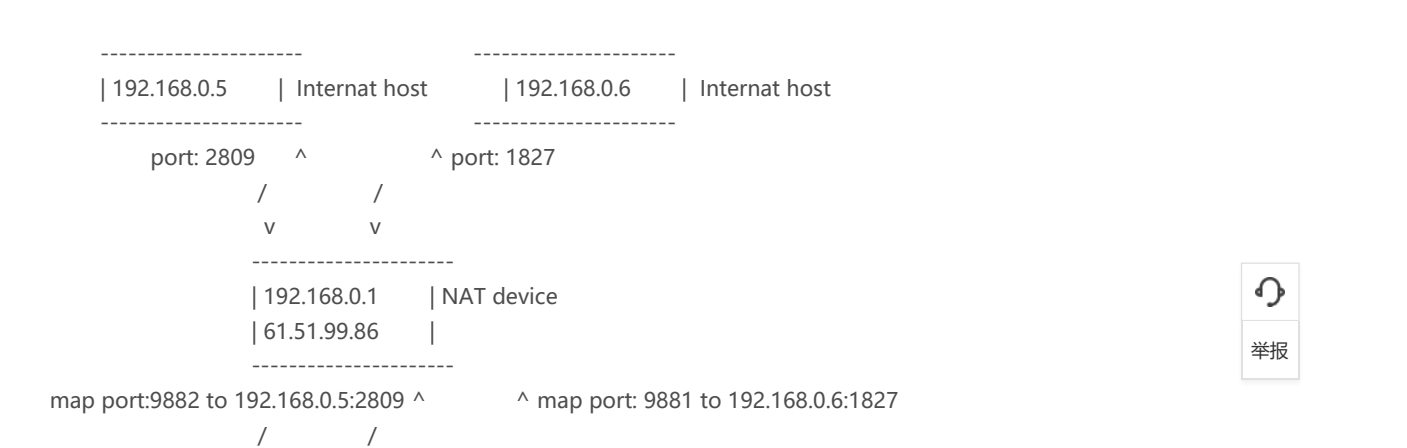 ---------------------- ----------------------
| 192.168.0.5 | Internat host | 192.168.0.6 | Internat host
---------------------- ----------------------
port: 2809 ^ ^ port: 1827
/ /
v v
----------------------
| 192.168.0.1 | NAT device
| 61.51.99.86 |
----------------------
map port:9882 to 192.168.0.5:2809 ^ ^ map port: 9881 to 192.168.0.6:1827
/ /
举报